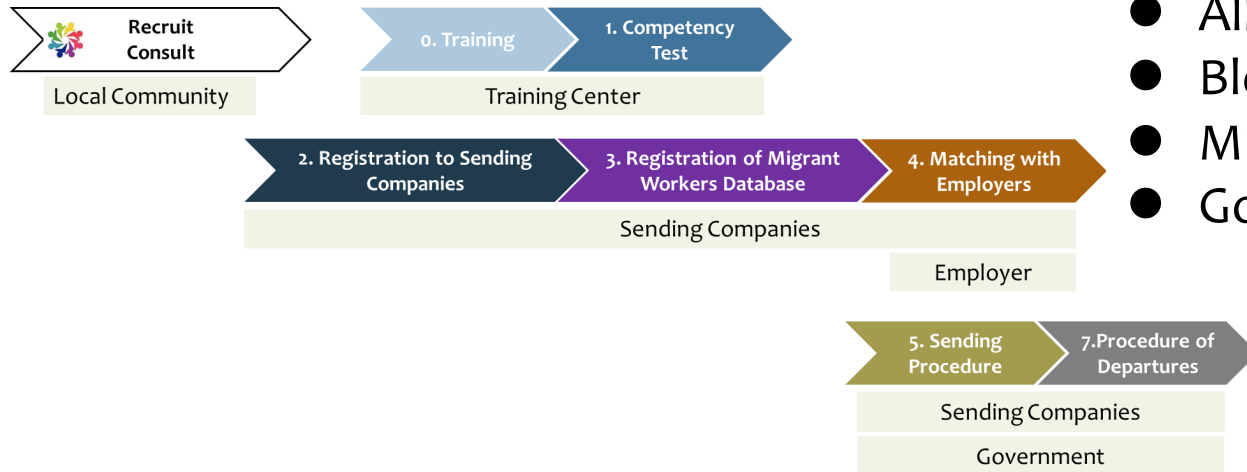 Recruit
Consult
0. Training
1. Competency
Test
Local Community
Training Center
2. Registration to Sending
Companies
3. Registration of Migrant
Workers Database
4. Matching with
Employers
Sending Companies
Employer
5. Sending
Procedure
7.Procedure of
Departures
Sending Companies
Government